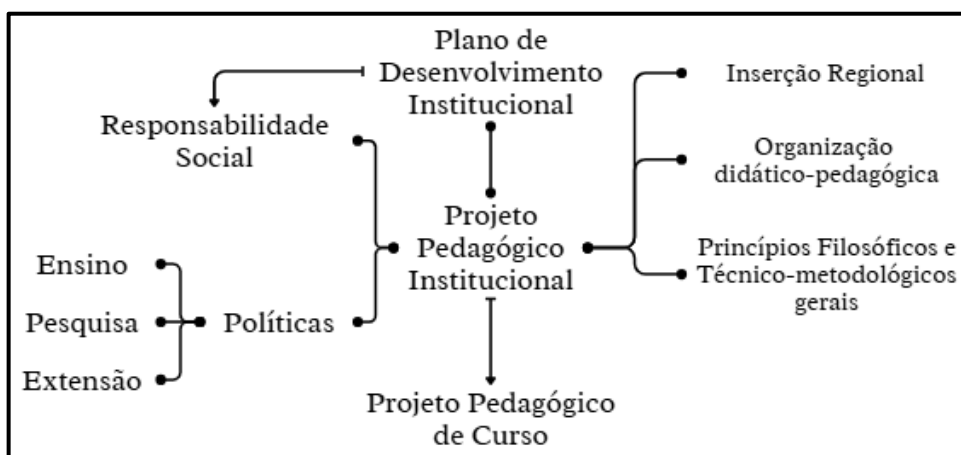 Plano de
Desenvolvimento
Institucional
Responsabilidade
Social
Inserção Regional
Organização
didático-pedagógica
Projeto
Pedagógico
Institucional
Princípios Filosóficos e
Técnico-metodológicos
gerais
Ensino
Pesquisa
Extensão
Políticas
Projeto Pedagógico
de Curso